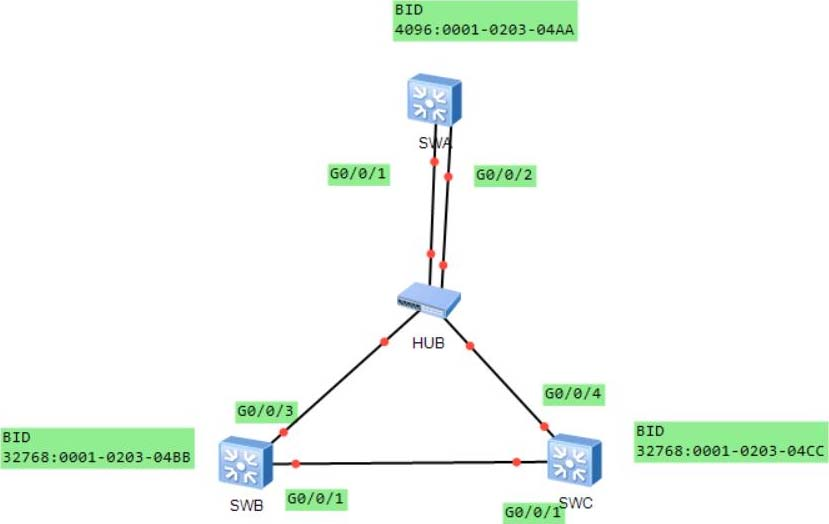 BID
4096:0001-0203-04AA
SWA
G0/0/1
G0/0/2
HUB
G0/0/4
G0/0/3
BID
32768:0001-0203-04BB
BID
32768:0001-0203-04CC
SWB
G0/0/1
G0/0/1
SWC